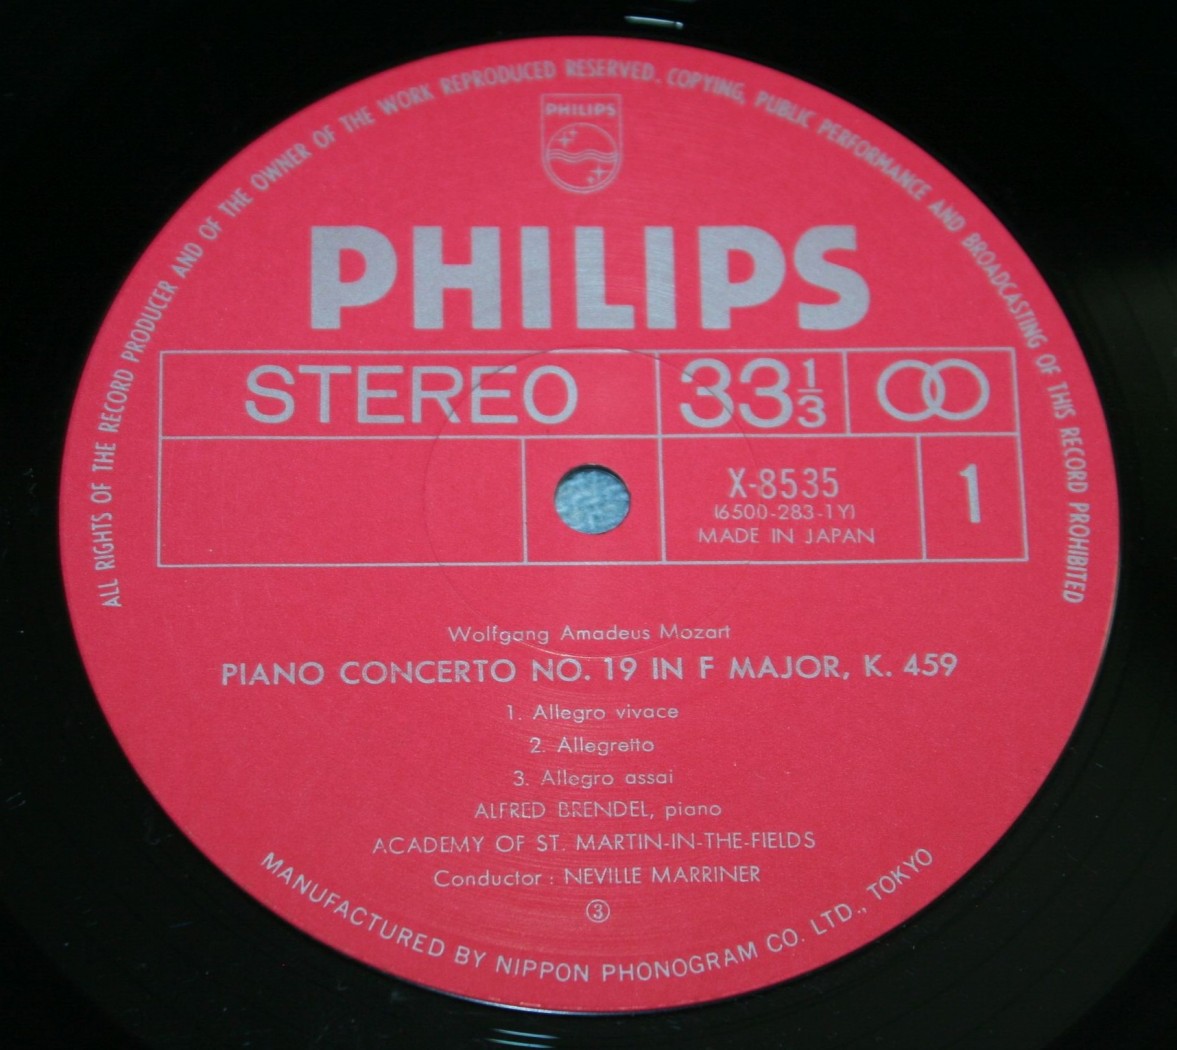 ALL RIGHTS OF THE RECORD PRODUCER AND OF THE OWNER OF THE WORK REPRODUCED RESERVED. COPYING, PUBLIC PERFORMANCE AND BROADCASTING OF THIS RECORD PROHIBITED
PHILIPS
PHILIPS
STEREO 33 1/3
X-8535 1
(6500-283-1Y)
MADE IN JAPAN
Wolfgang Amadeus Mozart
PIANO CONCERTO NO. 19 IN F MAJOR, K. 459
1. Allegro vivace
2. Allegretto
3. Allegro assai
ALFRED BRENDEL, piano
ACADEMY OF ST. MARTIN-IN-THE-FIELDS
Conductor : NEVILLE MARRINER
③
MANUFACTURED BY NIPPON PHONOGRAM CO. LTD., TOKYO